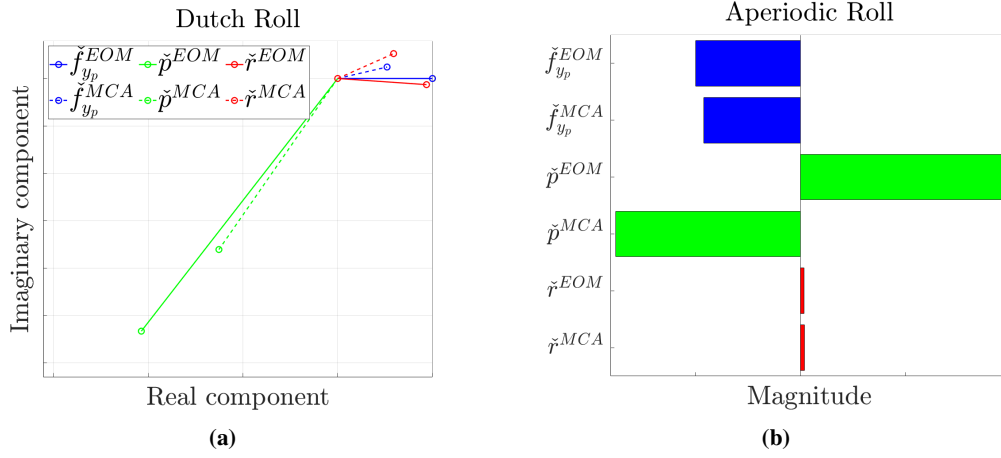 Dutch Roll
f̌_{y_p}^{EOM} p̌^{EOM} ř^{EOM}
f̌_{y_p}^{MCA} p̌^{MCA} ř^{MCA}
Imaginary component
Real component
(a)
Aperiodic Roll
f̌_{y_p}^{EOM}
f̌_{y_p}^{MCA}
p̌^{EOM}
p̌^{MCA}
ř^{EOM}
ř^{MCA}
Magnitude
(b)